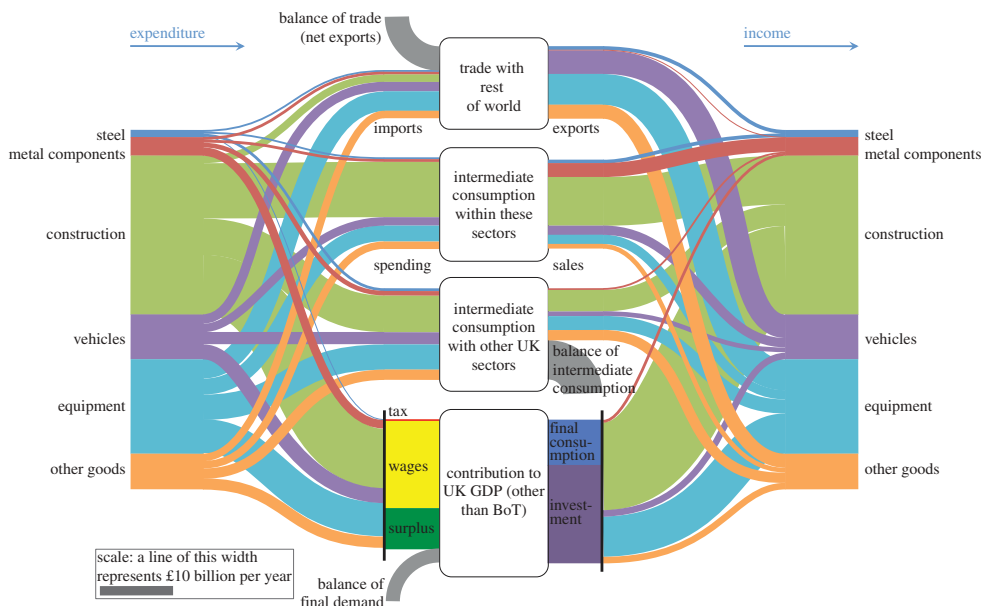 balance of trade
(net exports)
expenditure
income
trade with
rest
of world
imports
exports
steel
metal components
construction
vehicles
equipment
other goods
intermediate
consumption
within these
sectors
spending
sales
intermediate
consumption
with other UK
sectors
balance of
intermediate
consumption
tax
wages
surplus
contribution to
UK GDP (other
than BoT)
final
consu-
mption
invest-
ment
steel
metal components
construction
vehicles
equipment
other goods
scale: a line of this width
represents £10 billion per year
balance of
final demand